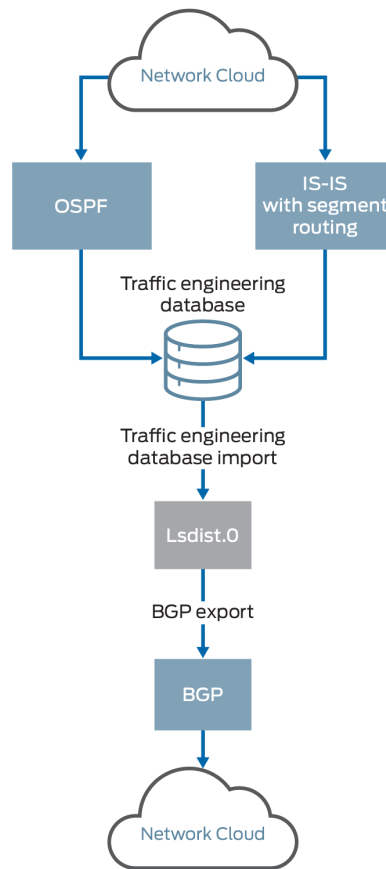 Network Cloud
OSPF
IS-IS
with segment
routing
Traffic engineering
database
Traffic engineering
database import
Lsdist.0
BGP export
BGP
Network Cloud